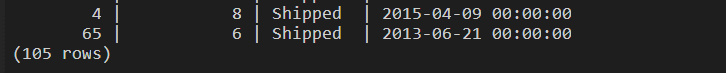 4 | 8 | Shipped | 2015-04-09 00:00:00
65 | 6 | Shipped | 2013-06-21 00:00:00
(105 rows)